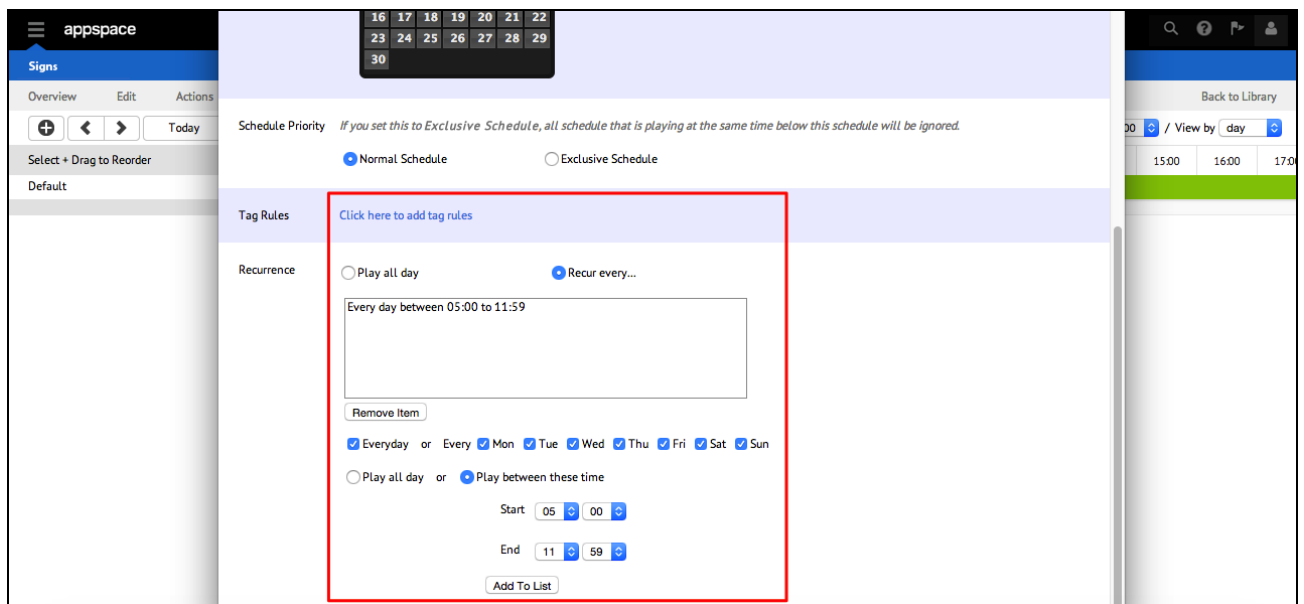 appspace
Signs
Overview Edit Actions
Today
Select + Drag to Reorder
Default
16 17 18 19 20 21 22
23 24 25 26 27 28 29
30
Schedule Priority If you set this to Exclusive Schedule, all schedule that is playing at the same time below this schedule will be ignored.
Normal Schedule Exclusive Schedule
Tag Rules Click here to add tag rules
Recurrence Play all day Recur every...
Every day between 05:00 to 11:59
Remove Item
Everyday or Every Mon Tue Wed Thu Fri Sat Sun
Play all day or Play between these time
Start 05 00
End 11 59
Add To List
Back to Library
00 / View by day
15:00 16:00 17:00